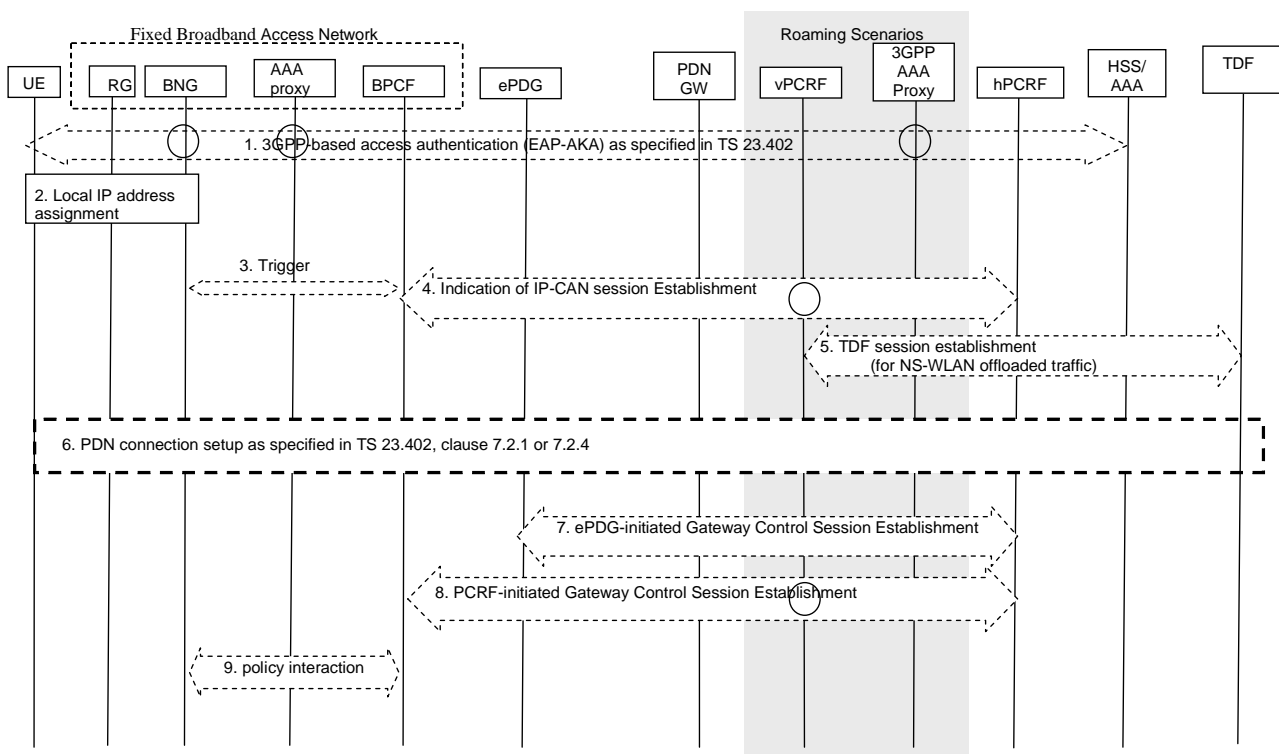 Fixed Broadband Access Network
Roaming Scenarios
UE
RG
BNG
AAA
proxy
BPCF
ePDG
PDN
GW
vPCRF
3GPP
AAA
Proxy
hPCRF
HSS/
AAA
TDF
1. 3GPP-based access authentication (EAP-AKA) as specified in TS 23.402
2. Local IP address
assignment
3. Trigger
4. Indication of IP-CAN session Establishment
5. TDF session establishment
(for NS-WLAN offloaded traffic)
6. PDN connection setup as specified in TS 23.402, clause 7.2.1 or 7.2.4
7. ePDG-initiated Gateway Control Session Establishment
8. PCRF-initiated Gateway Control Session Establishment
9. policy interaction